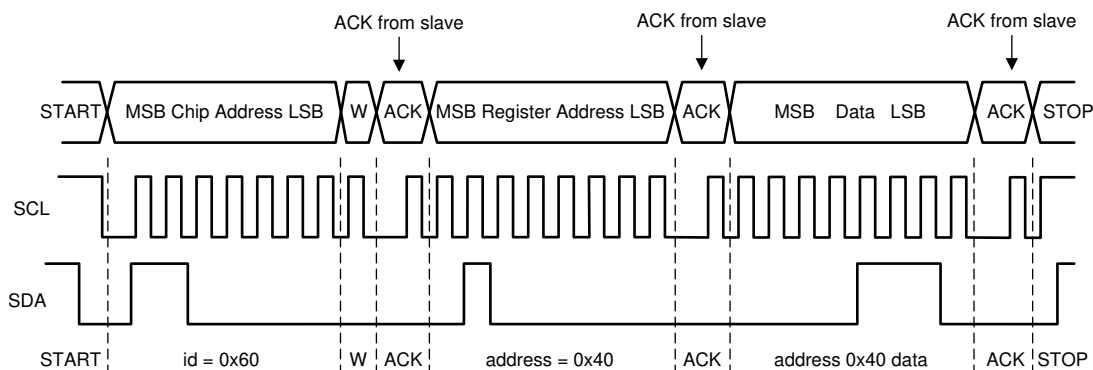 ACK from slave ACK from slave ACK from slave
START MSB Chip Address LSB W ACK MSB Register Address LSB ACK MSB Data LSB ACK STOP
SCL
SDA
START id = 0x60 W ACK address = 0x40 ACK address 0x40 data ACK STOP